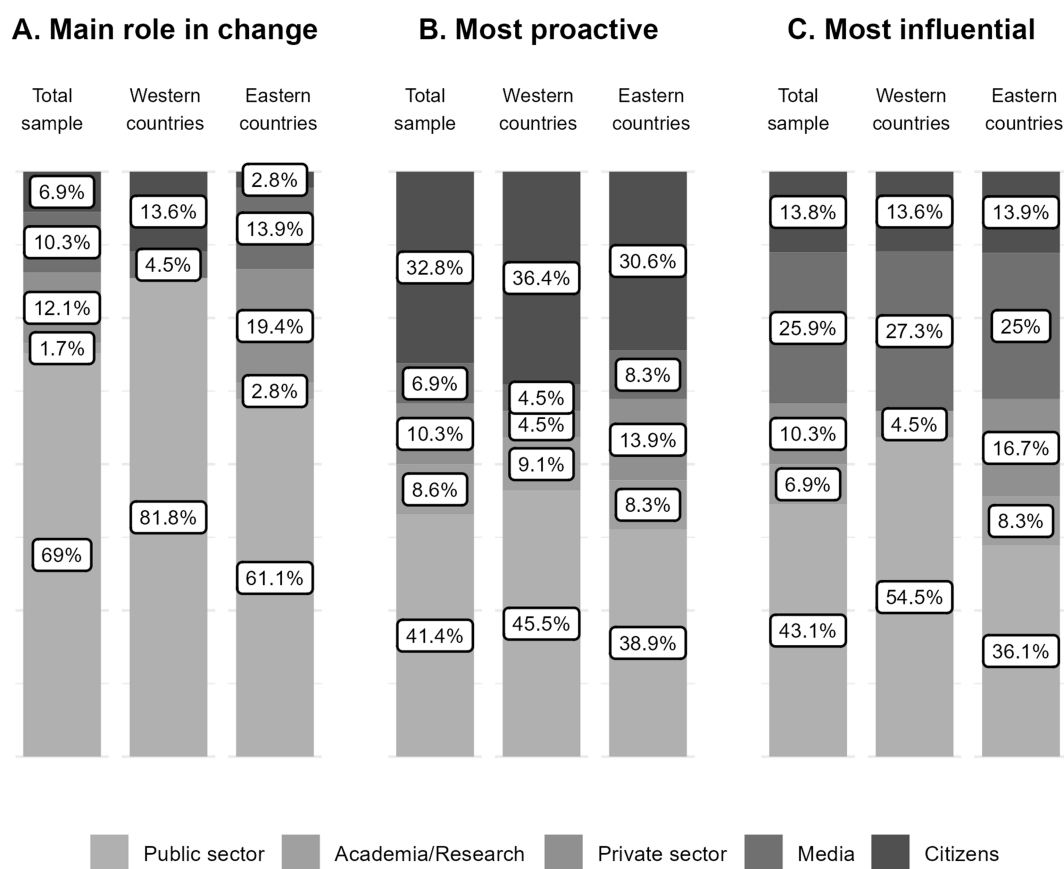 A. Main role in change
B. Most proactive
C. Most influential
Total sample
Western countries
Eastern countries
Total sample
Western countries
Eastern countries
Total sample
Western countries
Eastern countries
6.9%
10.3%
12.1%
1.7%
69%
13.6%
4.5%
81.8%
2.8%
13.9%
19.4%
2.8%
61.1%
32.8%
6.9%
10.3%
8.6%
41.4%
36.4%
4.5%
4.5%
9.1%
45.5%
30.6%
8.3%
13.9%
8.3%
38.9%
13.8%
25.9%
10.3%
6.9%
43.1%
13.6%
27.3%
4.5%
54.5%
13.9%
25%
16.7%
8.3%
36.1%
Public sector
Academia/Research
Private sector
Media
Citizens